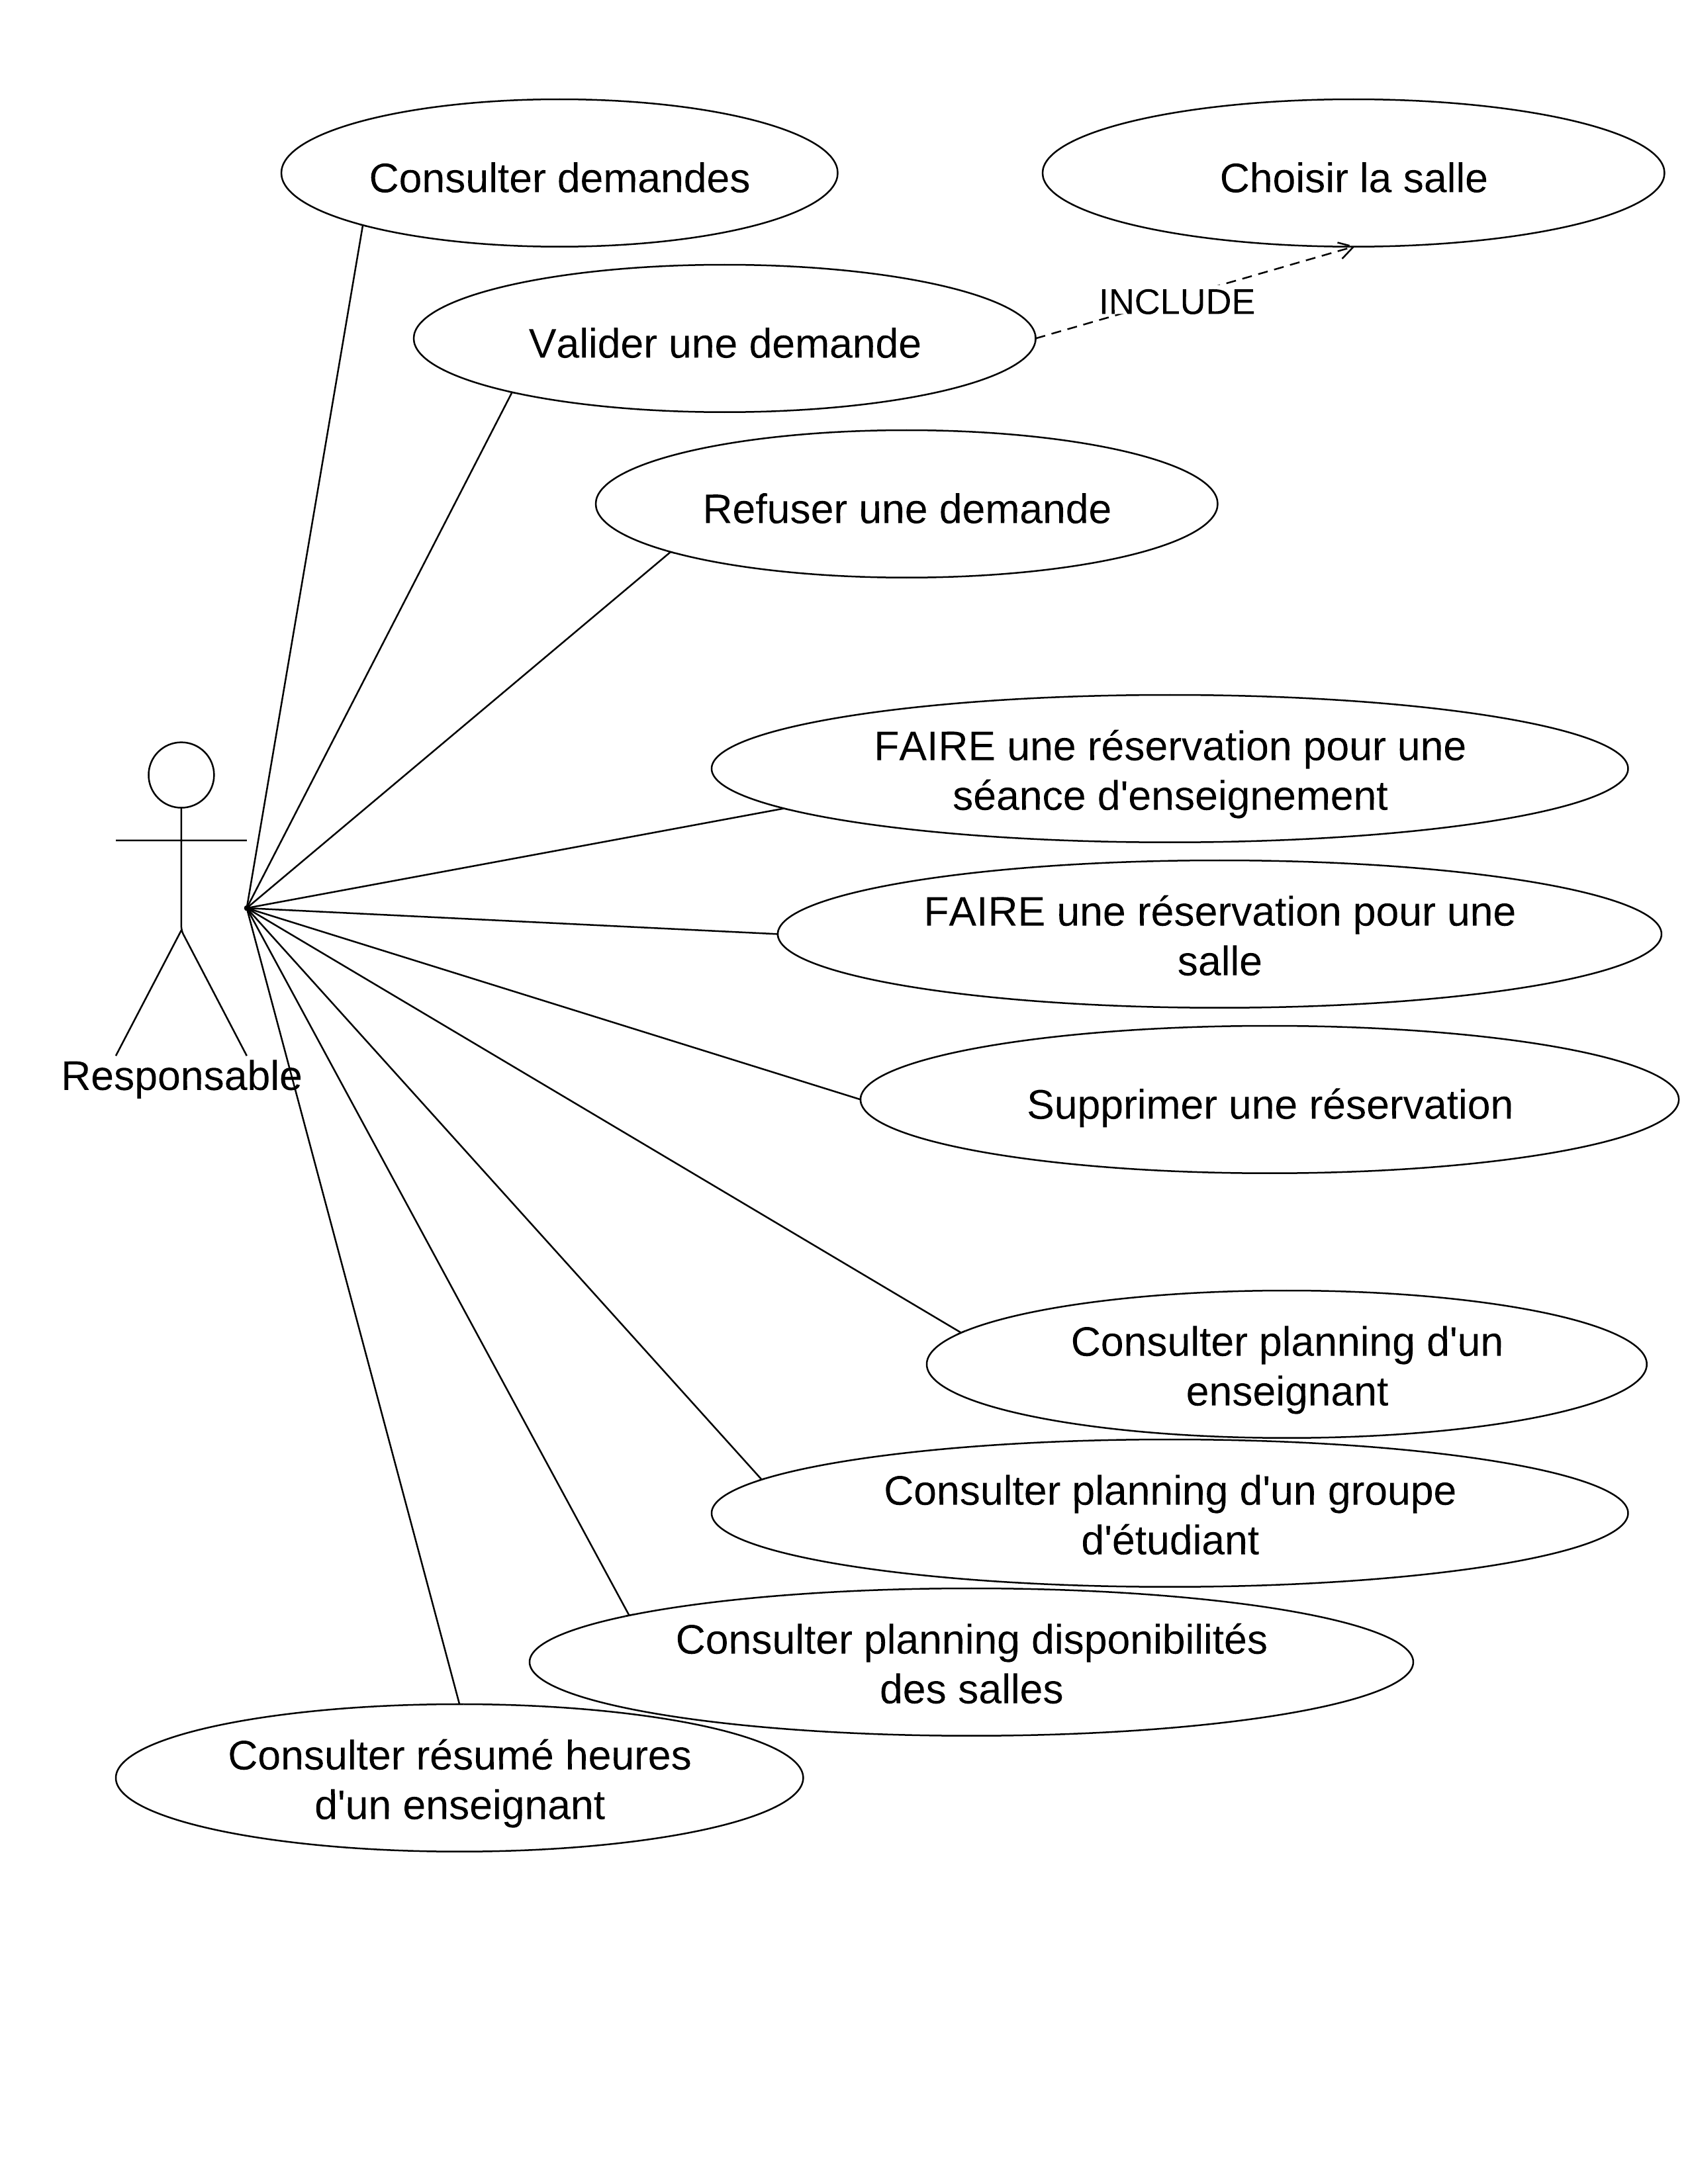 Consulter demandes
Choisir la salle
INCLUDE
Valider une demande
Refuser une demande
FAIRE une réservation pour une
séance d'enseignement
FAIRE une réservation pour une
salle
Responsable
Supprimer une réservation
Consulter planning d'un
enseignant
Consulter planning d'un groupe
d'étudiant
Consulter planning disponibilités
des salles
Consulter résumé heures
d'un enseignant